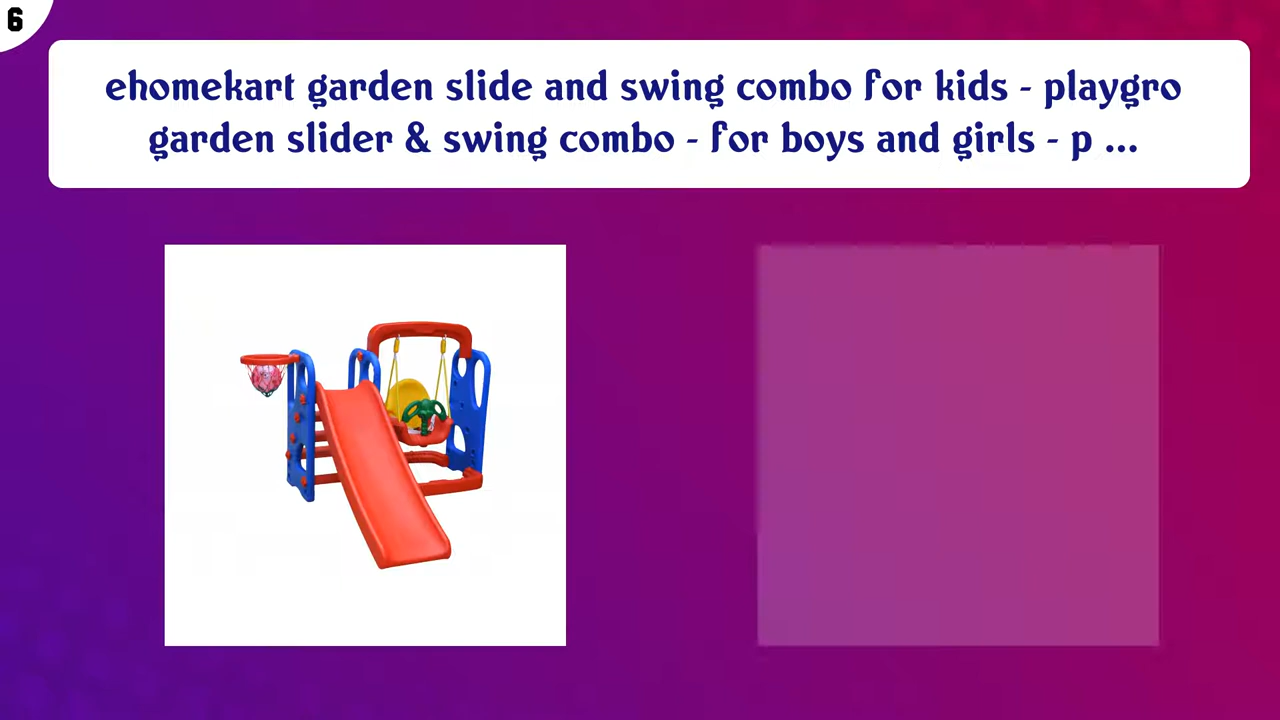 6
ehomekart garden slide and swing combo for kids - playgro
garden slider & swing combo - for boys and girls - p ...